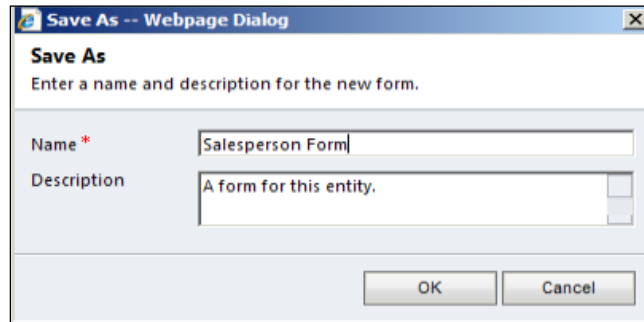 Save As -- Webpage Dialog
Save As
Enter a name and description for the new form.
Name * Salesperson Form
Description A form for this entity.
OK Cancel